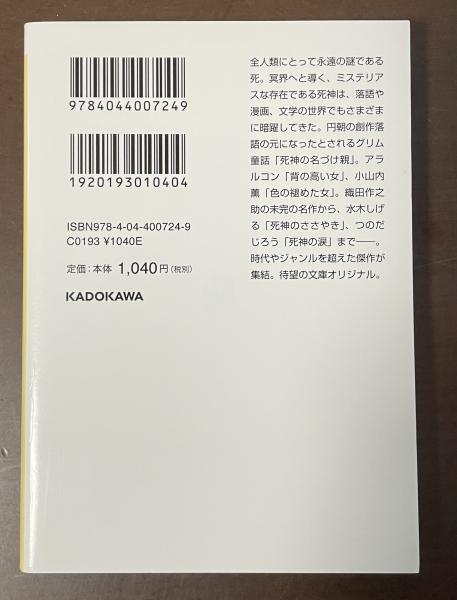 9784044007249
1920193010404
ISBN978-4-04-400724-9
C0193 ¥1040E
定価:本体 1,040円(税別)
KADOKAWA
全人類にとって永遠の謎である
死。冥界へと導く、ミステリア
スな存在である死神は、落語や
漫画、文学の世界でもさまざま
に暗躍してきた。円朝の創作落
語の元になったとされるグリム
童話「死神の名づけ親」。アラ
ルコン「背の高い女」、小山内
薫「色の褪めた女」。織田作之
助の未完の名作から、水木しげ
る「死神のささやき」、つのだ
じろう「死神の涙」まで――。
時代やジャンルを超えた傑作が
集結。待望の文庫オリジナル。